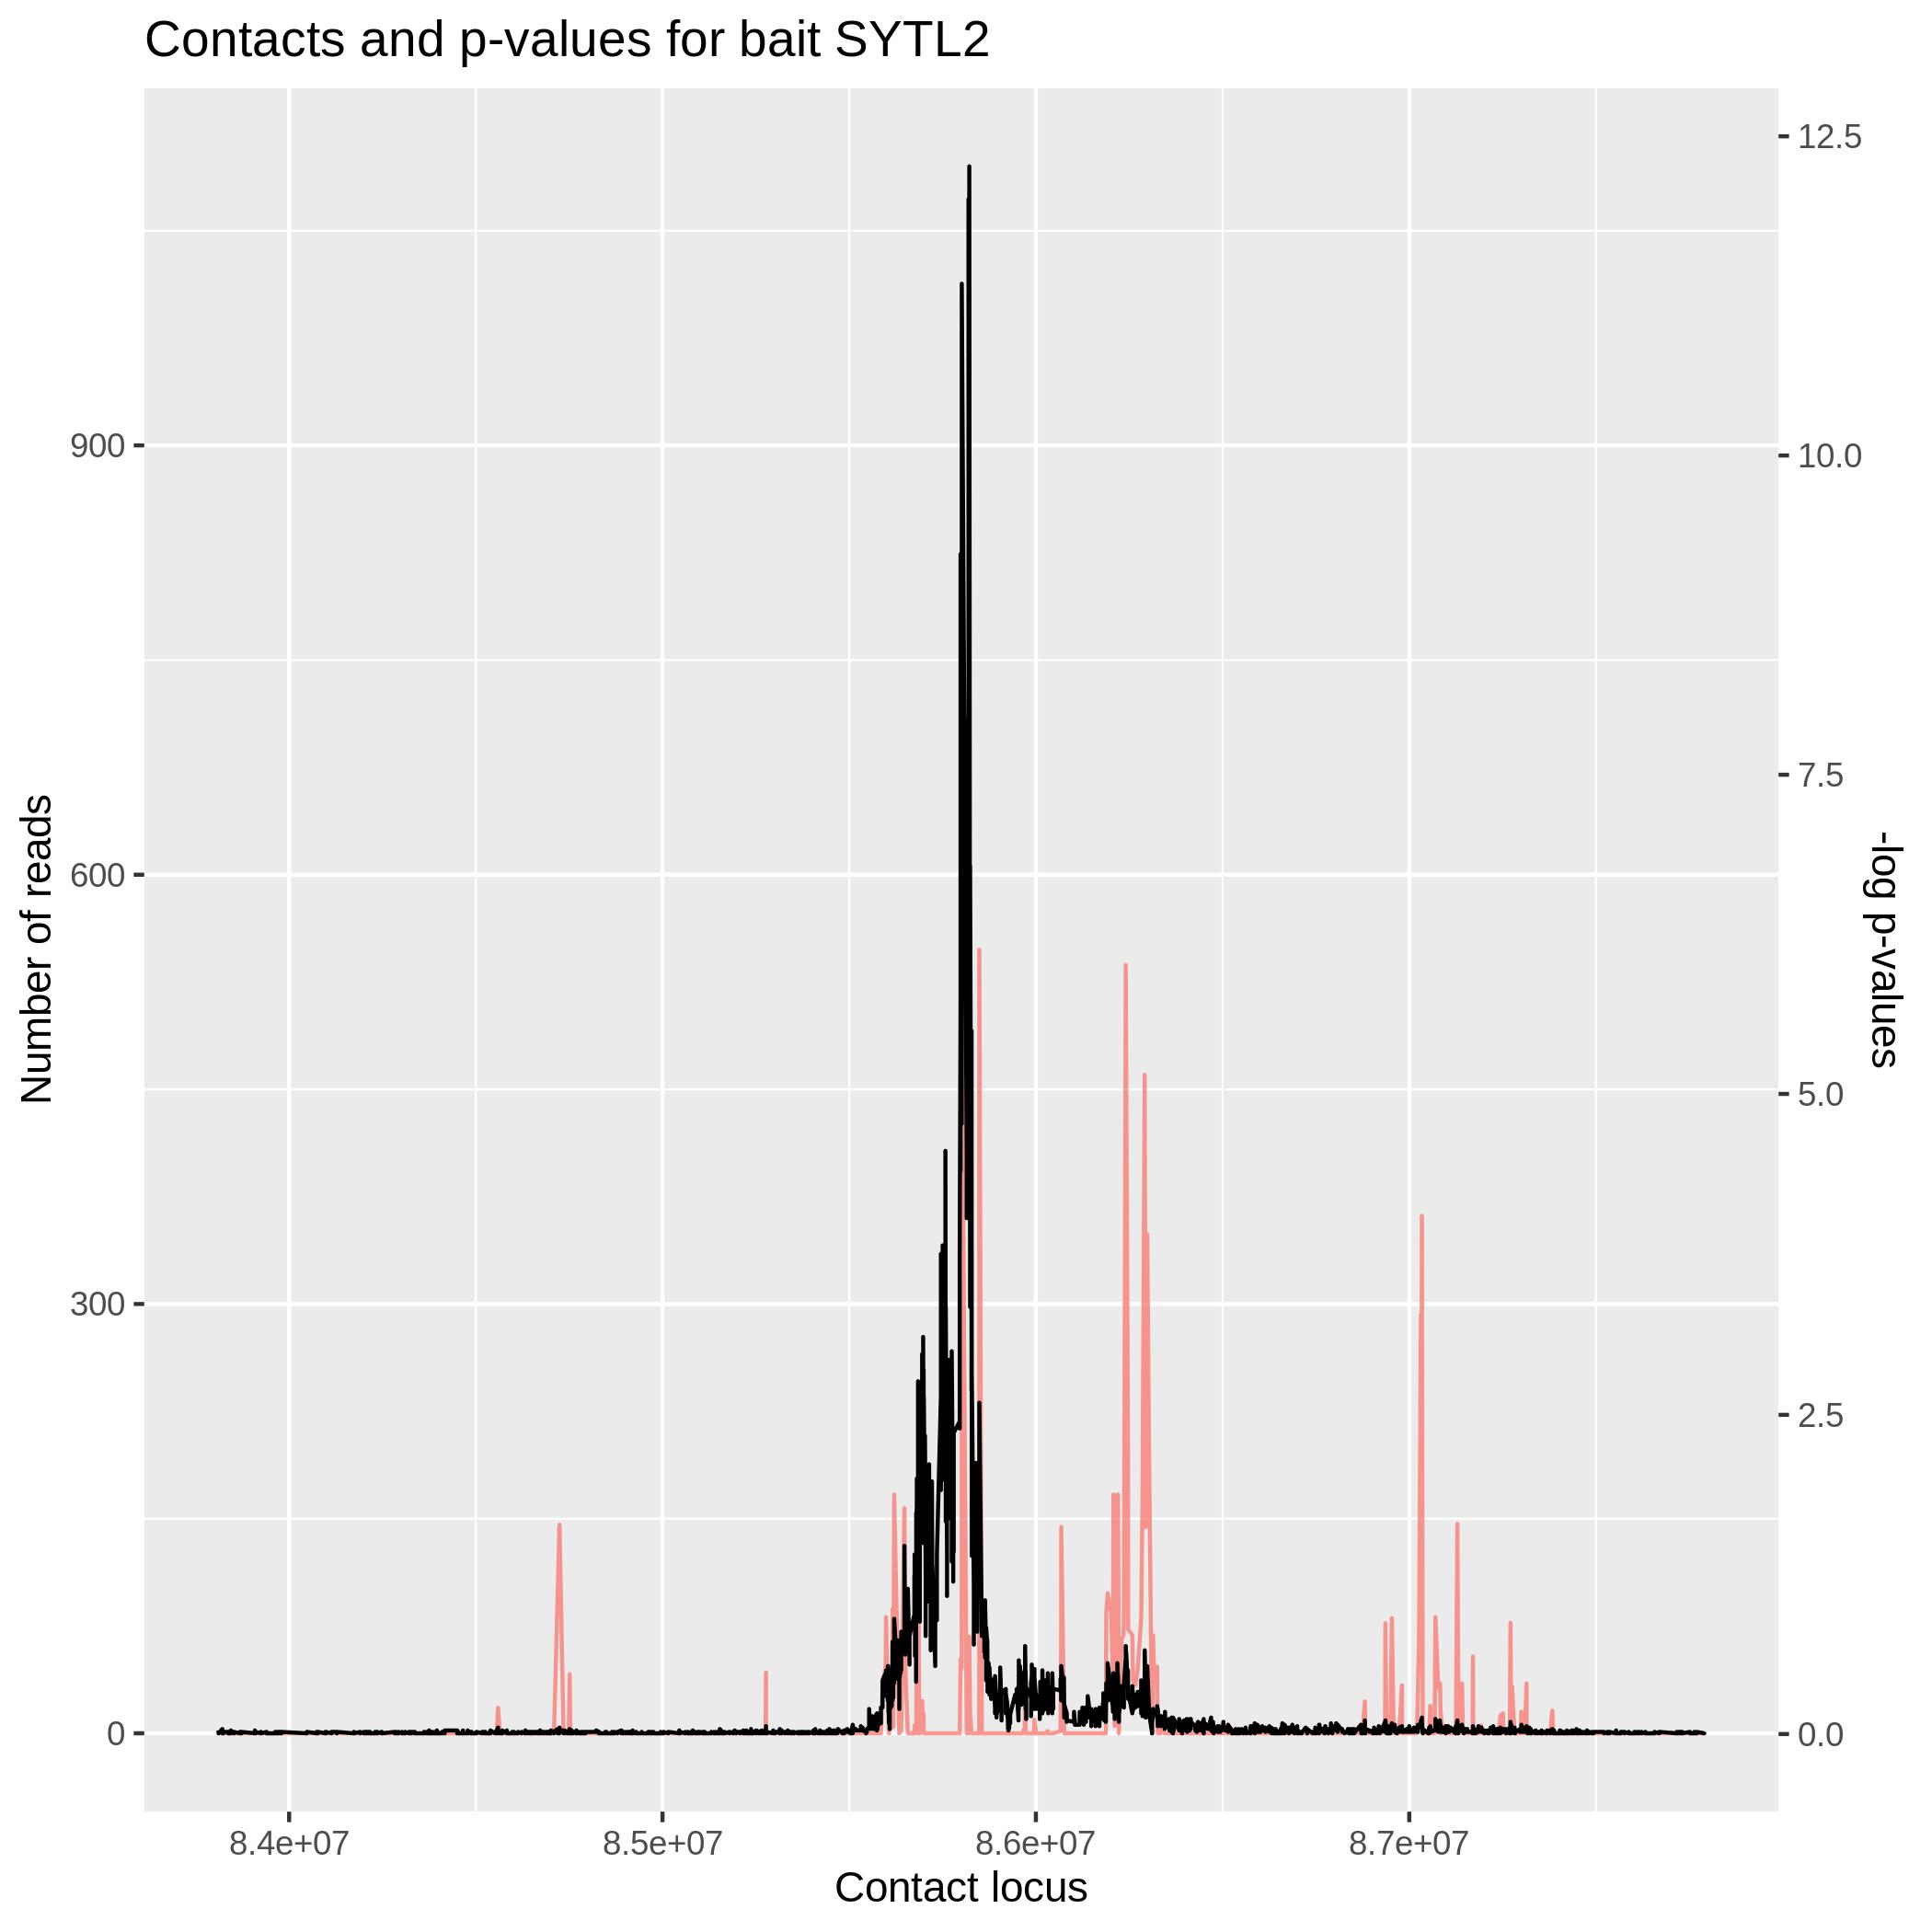 Contacts and p-values for bait SYTL2
Number of reads
900
600
300
0
12.5
10.0
7.5
5.0
2.5
0.0
-log p-values
8.4e+07
8.5e+07
8.6e+07
8.7e+07
Contact locus